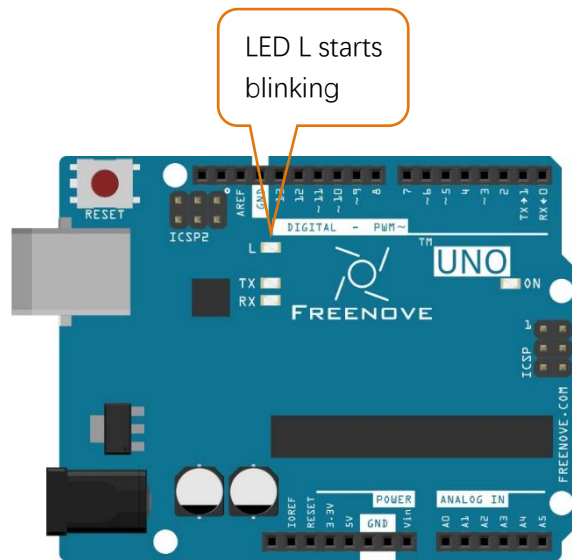 LED L starts
blinking
RESET
ICSP2
AREF
GND
13
12
~11
~10
~9
8
7
~6
~5
4
~3
2
TX→1
RX←0
DIGITAL - PWM~
L
TX
RX
™
UNO
ON
FREENOVE
1
ICSP
FREENOVE.COM
POWER
ANALOG IN
IOREF
RESET
3.3V
5V
GND
Vin
A0
A1
A2
A3
A4
A5